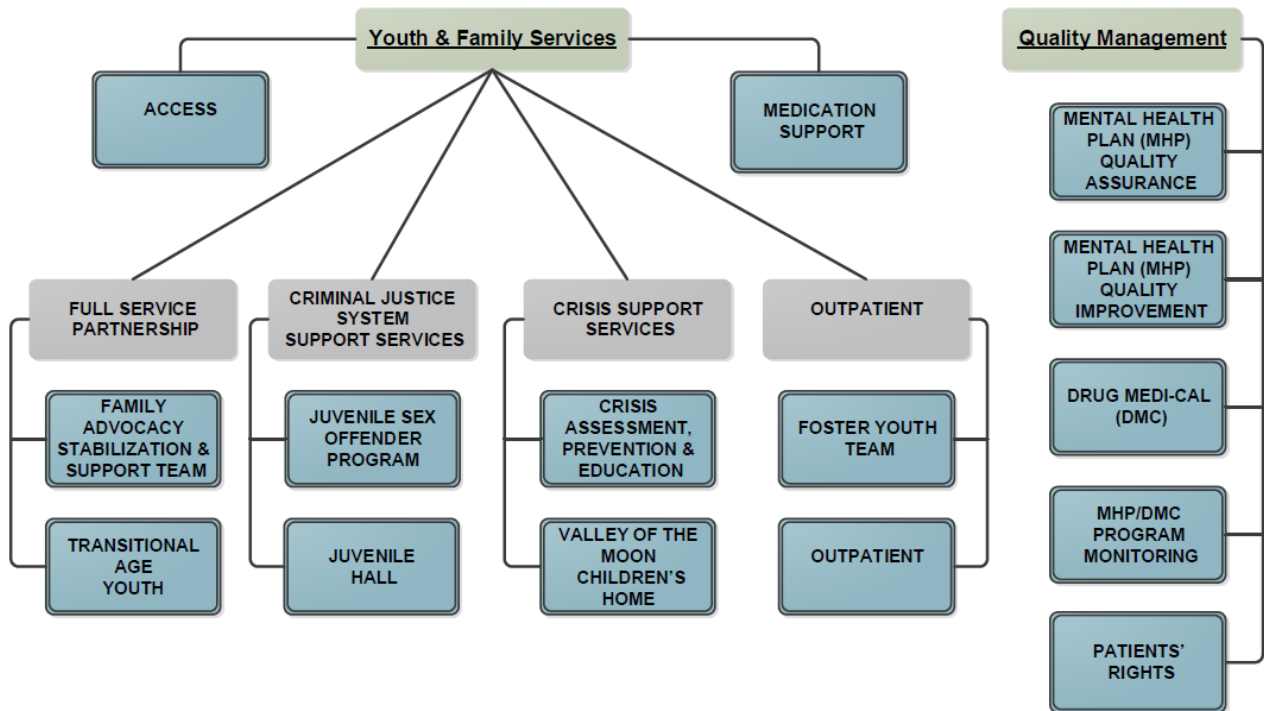 Youth & Family Services
Quality Management
ACCESS
MEDICATION
SUPPORT
FULL SERVICE
PARTNERSHIP
FAMILY
ADVOCACY
STABILIZATION &
SUPPORT TEAM
TRANSITIONAL
AGE
YOUTH
CRIMINAL JUSTICE
SYSTEM
SUPPORT SERVICES
JUVENILE SEX
OFFENDER
PROGRAM
JUVENILE
HALL
CRISIS SUPPORT
SERVICES
CRISIS
ASSESSMENT,
PREVENTION &
EDUCATION
VALLEY OF THE
MOON
CHILDREN’S
HOME
OUTPATIENT
FOSTER YOUTH
TEAM
OUTPATIENT
MENTAL HEALTH
PLAN (MHP)
QUALITY
ASSURANCE
MENTAL HEALTH
PLAN (MHP)
QUALITY
IMPROVEMENT
DRUG MEDI-CAL
(DMC)
MHP/DMC
PROGRAM
MONITORING
PATIENTS’
RIGHTS